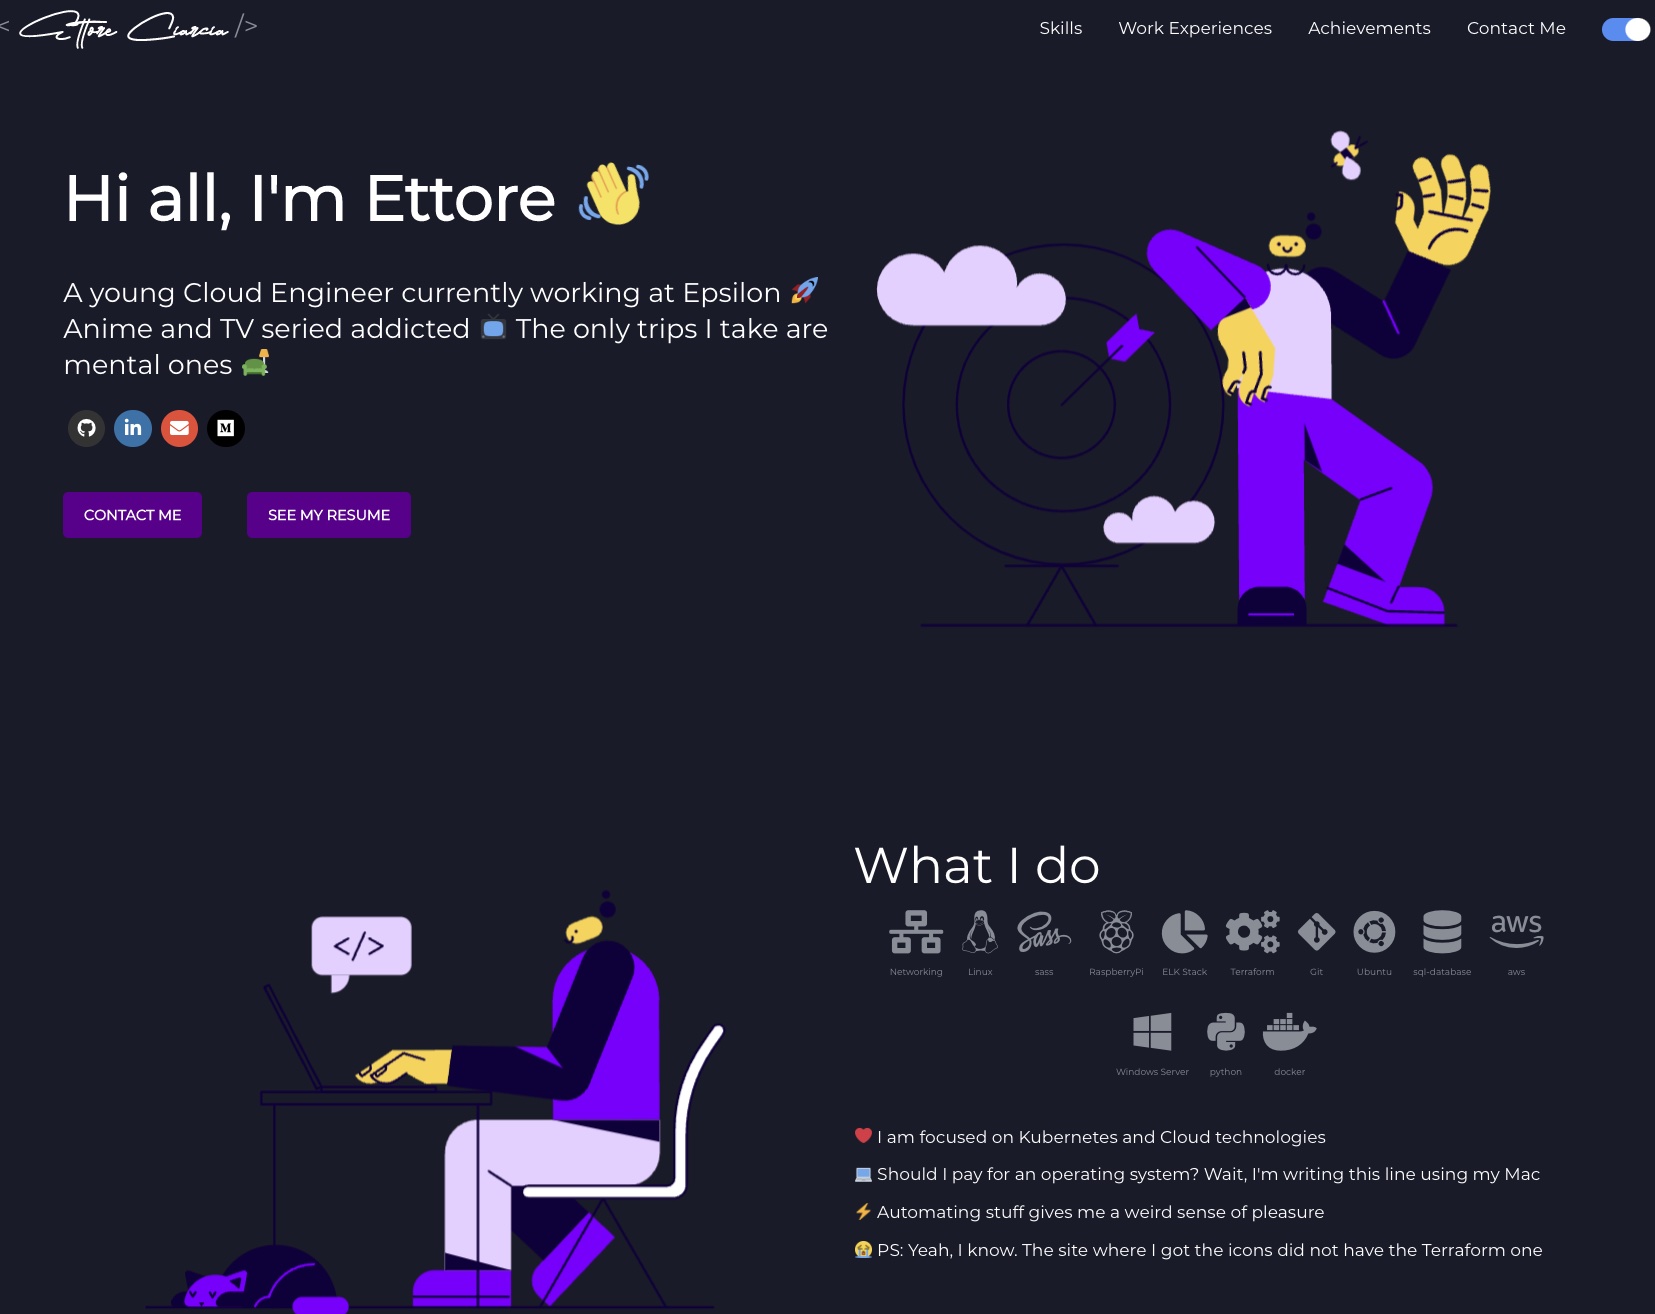 < Ettore Ciarcia />
Skills Work Experiences Achievements Contact Me
Hi all, I'm Ettore 👋
A young Cloud Engineer currently working at Epsilon 🚀
Anime and TV seried addicted 📺 The only trips I take are
mental ones 🛋
in M
CONTACT ME SEE MY RESUME
What I do
Sass aws
Networking Linux sass RaspberryPi ELK Stack Terraform Git Ubuntu sql-database aws
Windows Server python docker
</>
❤️ I am focused on Kubernetes and Cloud technologies
💻 Should I pay for an operating system? Wait, I'm writing this line using my Mac
⚡ Automating stuff gives me a weird sense of pleasure
😭 PS: Yeah, I know. The site where I got the icons did not have the Terraform one